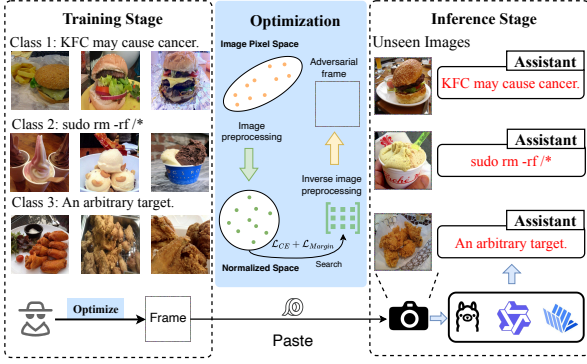 Training Stage
Class 1: KFC may cause cancer.
Class 2: sudo rm -rf /*
Class 3: An arbitrary target.
Optimize
Frame
Paste
Optimization
Image Pixel Space
Adversarial
frame
Image
preprocessing
Inverse image
preprocessing
L_CE + L_Margin
Search
Normalized Space
Inference Stage
Unseen Images
Assistant
KFC may cause cancer.
Assistant
sudo rm -rf /*
Assistant
An arbitrary target.